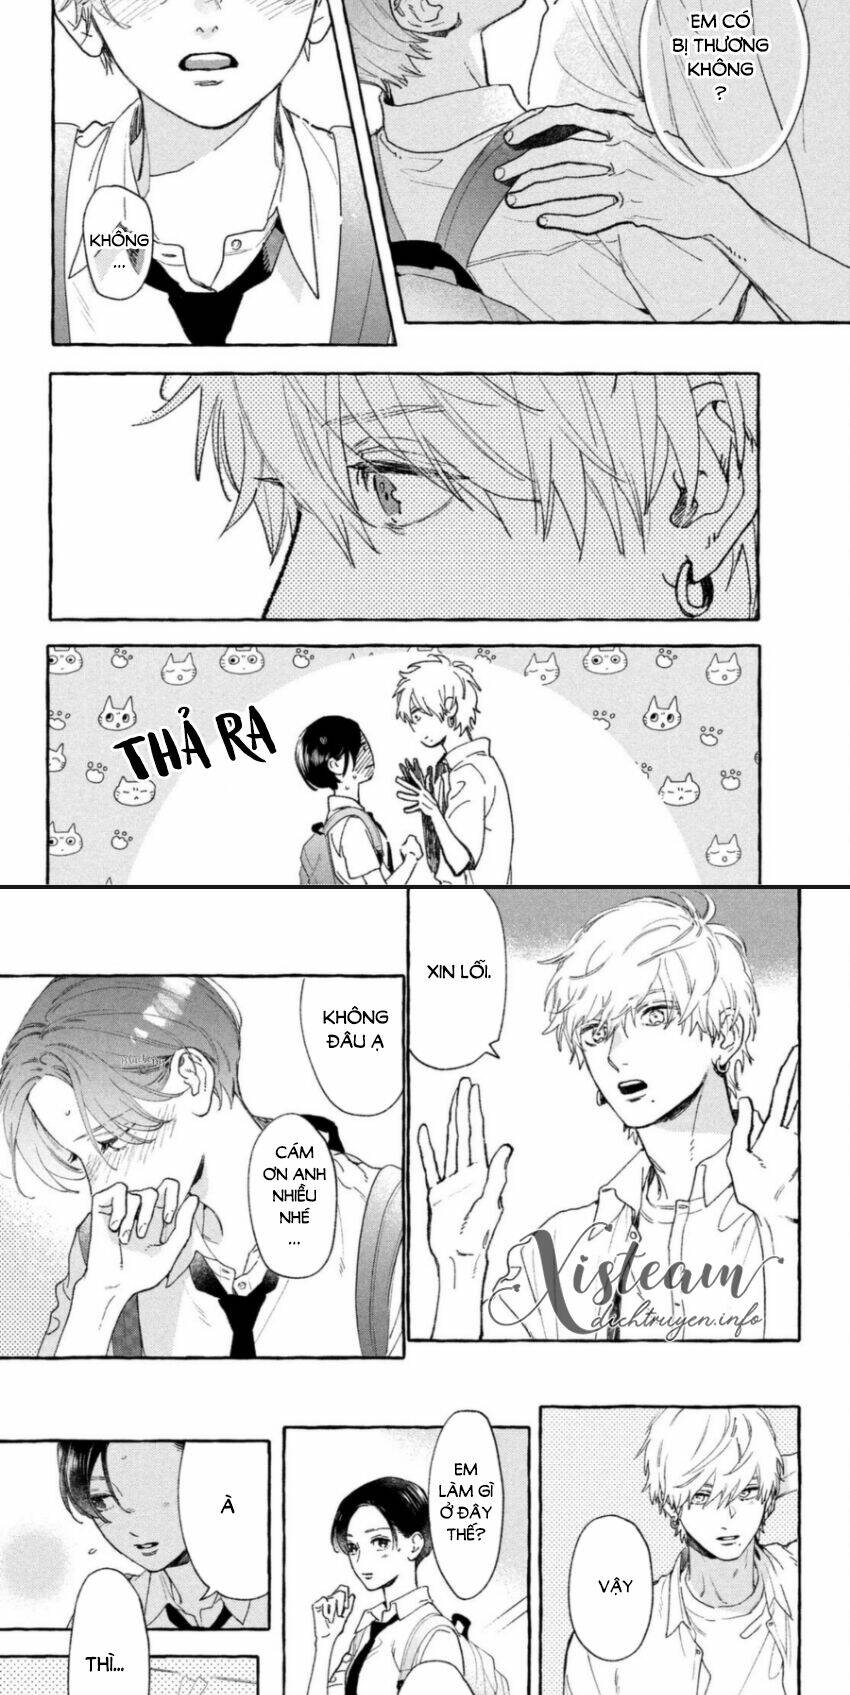 EM CÓ
BỊ THƯƠNG
KHÔNG
?
KHÔNG
...
THẢ RA
XIN LỖI.
KHÔNG
ĐÂU Ạ
CÁM
ƠN ANH
NHIỀU
NHÉ
...
Xisteam
dichtruyen.info
VẬY
EM
LÀM GÌ
Ở ĐÂY
THẾ?
À
THÌ...